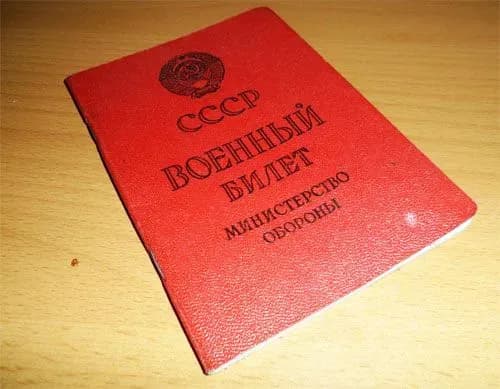 СССР
ВОЕННЫЙ
БИЛЕТ
МИНИСТЕРСТВО
ОБОРОНЫ